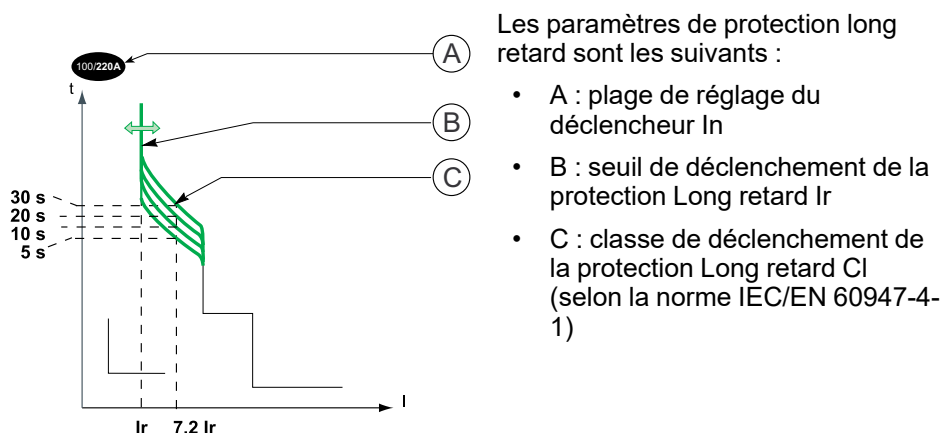 100/220A
A
t
B
C
30 s
20 s
10 s
5 s
I
Ir
7.2 Ir
Les paramètres de protection long
retard sont les suivants :
• A : plage de réglage du
déclencheur In
• B : seuil de déclenchement de la
protection Long retard Ir
• C : classe de déclenchement de
la protection Long retard Cl
(selon la norme IEC/EN 60947-4-
1)